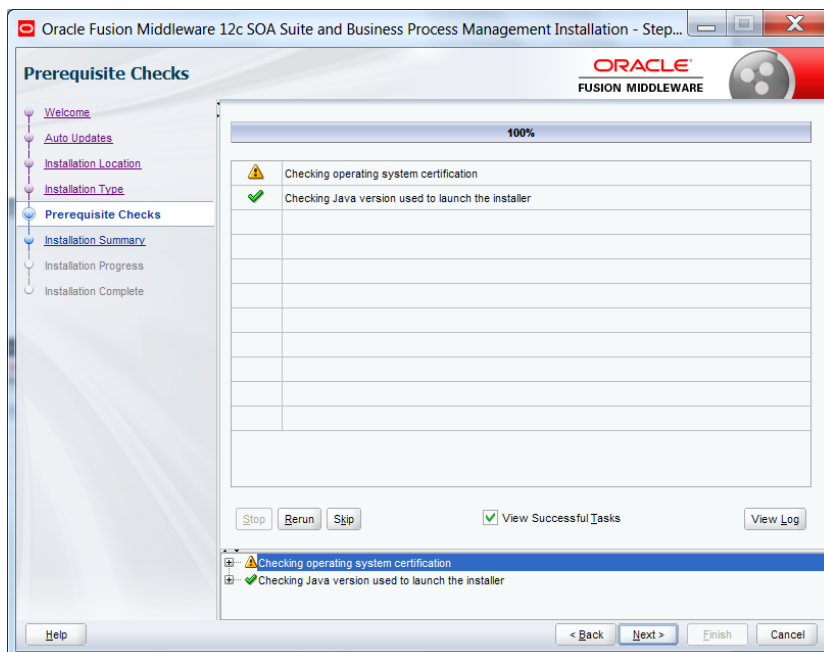 Oracle Fusion Middleware 12c SOA Suite and Business Process Management Installation - Step...
Prerequisite Checks
ORACLE
FUSION MIDDLEWARE
Welcome
Auto Updates
Installation Location
Installation Type
Prerequisite Checks
Installation Summary
Installation Progress
Installation Complete
100%
Checking operating system certification
Checking Java version used to launch the installer
Stop Rerun Skip View Successful Tasks View Log
Checking operating system certification
Checking Java version used to launch the installer
Help < Back Next > Finish Cancel